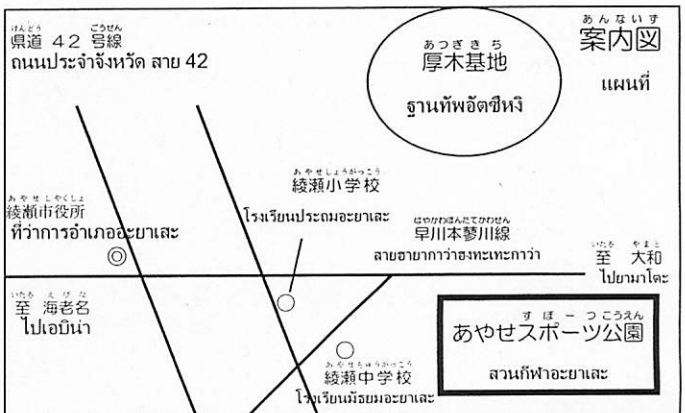 けんどう ごうせん
県道 42 号線
ถนนประจำจังหวัด สาย 42
あつぎきち
厚木基地
ฐานทัพอัตซึหงิ
あんないず
案内図
แผนที่
あやせしょうがっこう
綾瀬小学校
โรงเรียนประถมอะยาเสะ
あやせしやくしょ
綾瀬市役所
ที่ว่าการอำเภออะยาเสะ
はやかわほんたてかわせん
早川本蓼川線
สายฮายากาว่าฮงทะเทะกาว่า
いたる やまと
至 大和
ไปยามาโตะ
いたる えびな
至 海老名
ไปเอบิน่า
すぽーつこうえん
あやせスポーツ公園
สวนกีฬาอะยาเสะ
あやせちゅうがっこう
綾瀬中学校
โรงเรียนมัธยมอะยาเสะ